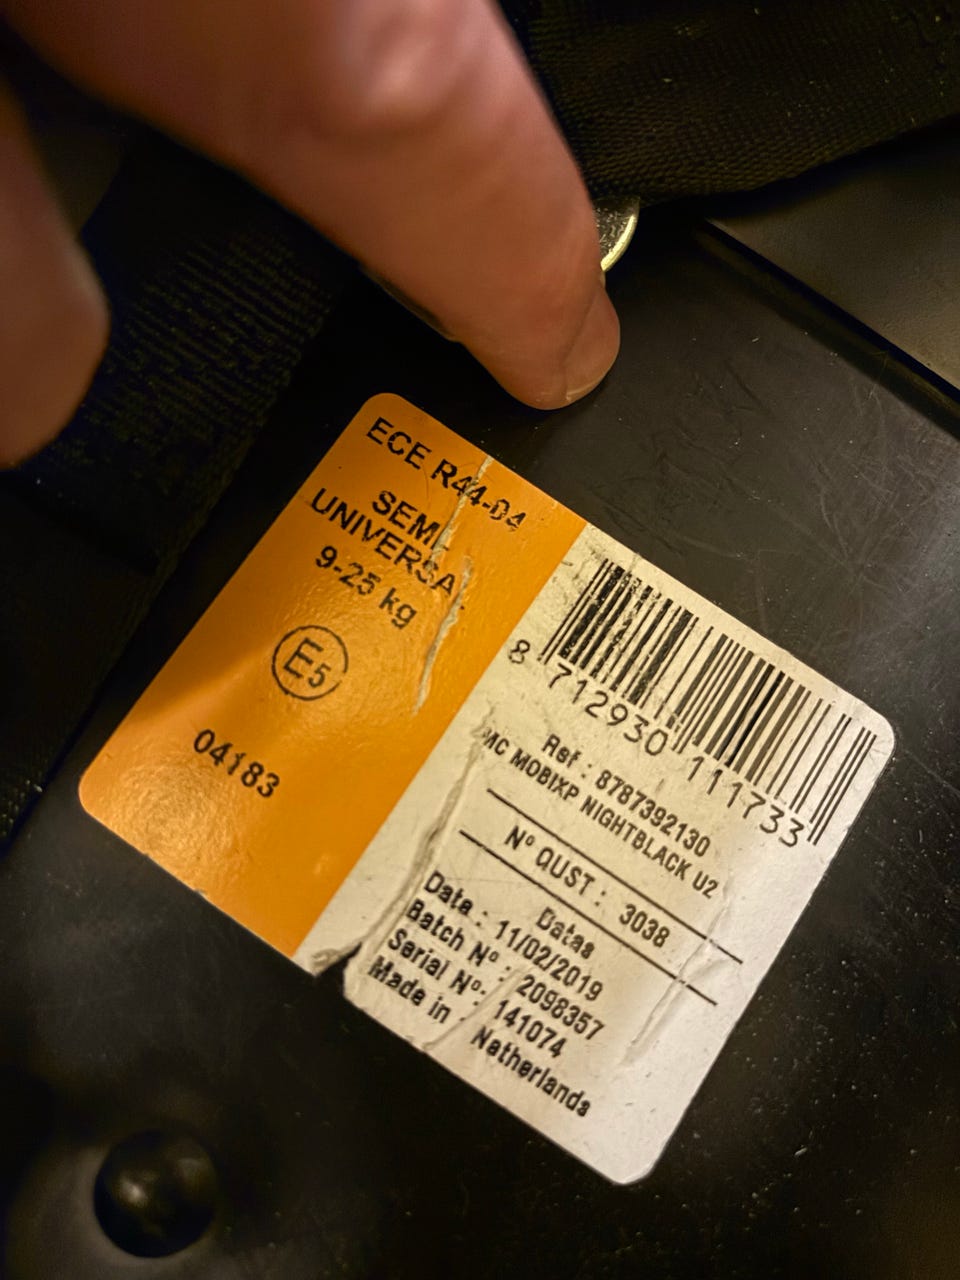 ECE R44-04
SEMI-
UNIVERSAL
9-25 kg
E5
04183
8 712930 111733
Ref : 8787392130
MC MOBIXP NIGHTBLACK U2
N° QUST : 3038
Datas
Data : 11/02/2019
Batch N° : 2098357
Serial N° : 141074
Made in : Netherlands